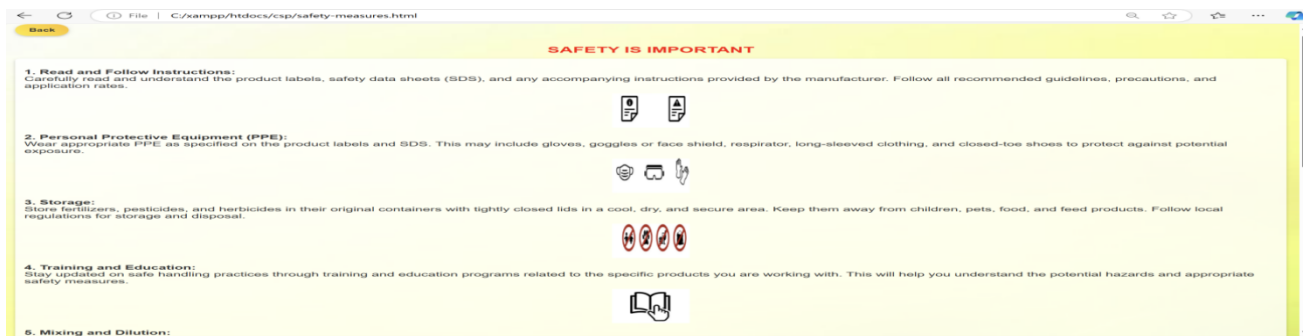 File | C:/xampp/htdocs/csp/safety-measures.html
Back
SAFETY IS IMPORTANT
1. Read and Follow Instructions:
Carefully read and understand the product labels, safety data sheets (SDS), and any accompanying instructions provided by the manufacturer. Follow all recommended guidelines, precautions, and
application rates.
2. Personal Protective Equipment (PPE):
Wear appropriate PPE as specified on the product labels and SDS. This may include gloves, goggles or face shield, respirator, long-sleeved clothing, and closed-toe shoes to protect against potential
exposure.
3. Storage:
Store fertilizers, pesticides, and herbicides in their original containers with tightly closed lids in a cool, dry, and secure area. Keep them away from children, pets, food, and feed products. Follow local
regulations for storage and disposal.
4. Training and Education:
Stay updated on safe handling practices through training and education programs related to the specific products you are working with. This will help you understand the potential hazards and appropriate
safety measures.
5. Mixing and Dilution: